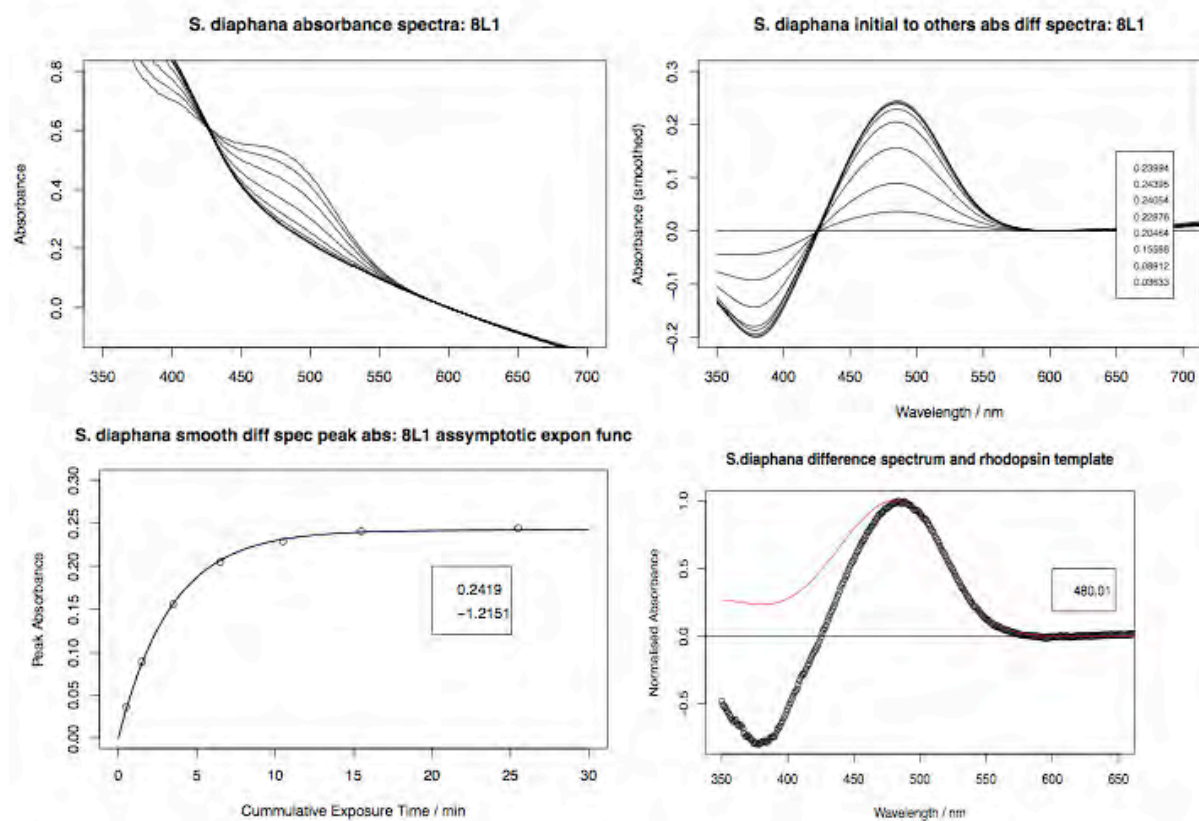 S. diaphana absorbance spectra: 8L1
Absorbance
0.8
0.6
0.4
0.2
0.0
350 400 450 500 550 600 650 700
S. diaphana initial to others abs diff spectra: 8L1
Absorbance (smoothed)
0.3
0.2
0.1
0.0
−0.1
−0.2
0.23994
0.24395
0.24054
0.22876
0.20464
0.15588
0.08912
0.03633
350 400 450 500 550 600 650 700
Wavelength / nm
S. diaphana smooth diff spec peak abs: 8L1 assymptotic expon func
Peak Absorbance
0.30
0.25
0.20
0.15
0.10
0.05
0.00
0.2419
−1.2151
0 5 10 15 20 25 30
Cummulative Exposure Time / min
S.diaphana difference spectrum and rhodopsin template
Normalised Absorbance
1.0
0.5
0.0
−0.5
480.01
350 400 450 500 550 600 650
Wavelength / nm